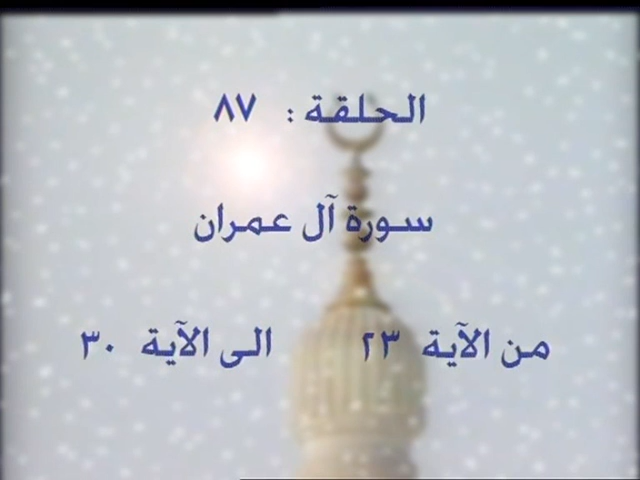 الحلقة : ٨٧
سورة آل عمران
من الآية ٢٣ الى الآية ٣٠